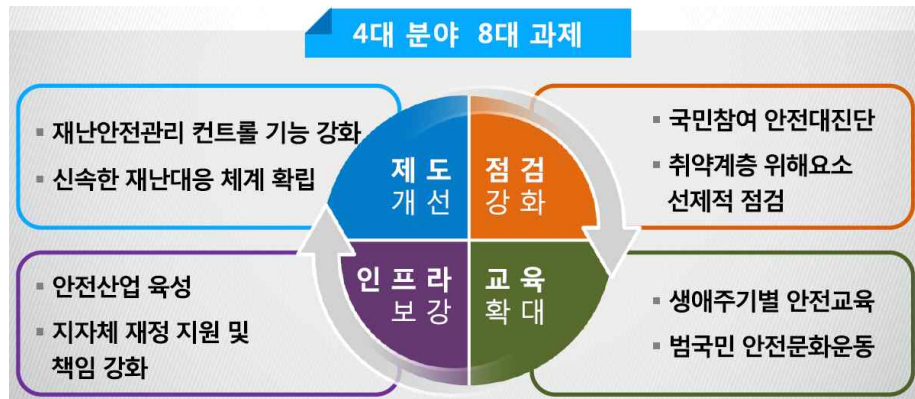 4대 분야 8대 과제
▪ 재난안전관리 컨트롤 기능 강화
▪ 신속한 재난대응 체계 확립
제 도
개 선
점 검
강 화
▪ 국민참여 안전대진단
▪ 취약계층 위해요소
선제적 점검
▪ 안전산업 육성
▪ 지자체 재정 지원 및
책임 강화
인 프 라
보 강
교 육
확 대
▪ 생애주기별 안전교육
▪ 범국민 안전문화운동